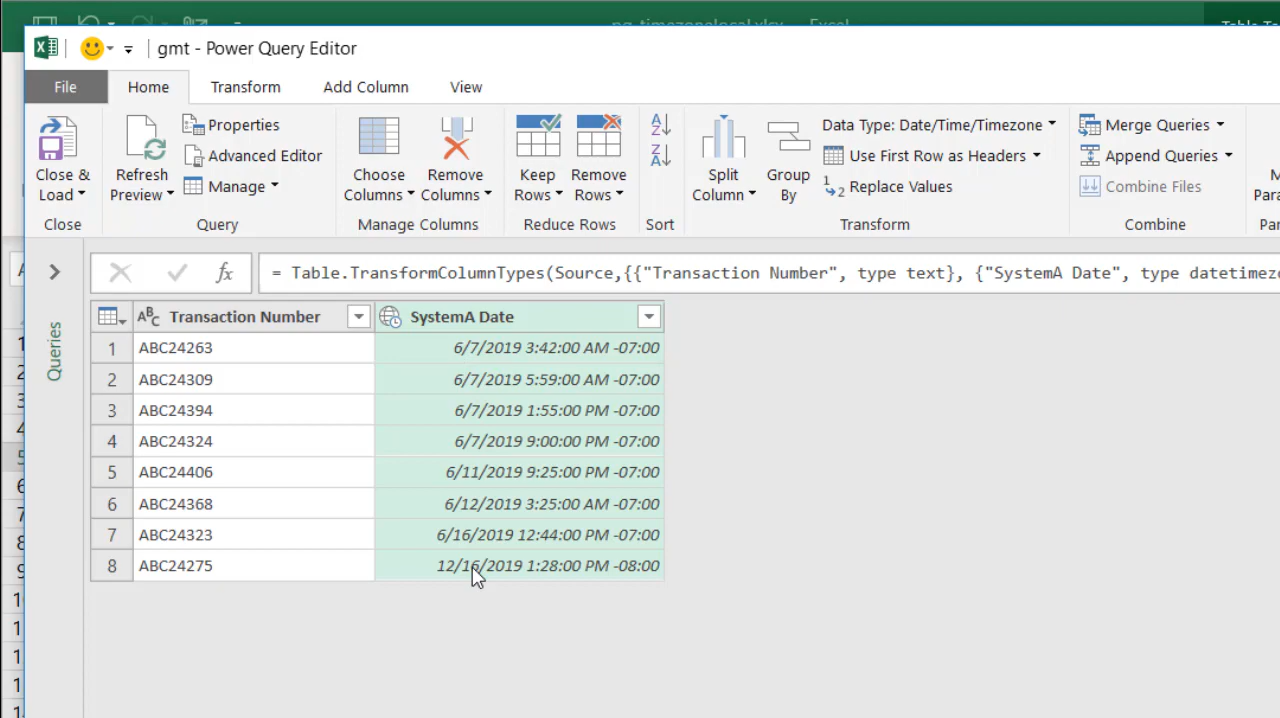 pq_timezonelocal.xlsx - Excel
gmt - Power Query Editor
File Home Transform Add Column View
Close & Load
Close
Refresh Preview
Properties
Advanced Editor
Manage
Query
Choose Columns
Remove Columns
Manage Columns
Keep Rows
Remove Rows
Reduce Rows
Sort
Split Column
Group By
Data Type: Date/Time/Timezone
Use First Row as Headers
Replace Values
Transform
Merge Queries
Append Queries
Combine Files
Combine
Queries
= Table.TransformColumnTypes(Source,{{"Transaction Number", type text}, {"SystemA Date", type datetimezo
Transaction Number SystemA Date
1 ABC24263 6/7/2019 3:42:00 AM -07:00
2 ABC24309 6/7/2019 5:59:00 AM -07:00
3 ABC24394 6/7/2019 1:55:00 PM -07:00
4 ABC24324 6/7/2019 9:00:00 PM -07:00
5 ABC24406 6/11/2019 9:25:00 PM -07:00
6 ABC24368 6/12/2019 3:25:00 AM -07:00
7 ABC24323 6/16/2019 12:44:00 PM -07:00
8 ABC24275 12/16/2019 1:28:00 PM -08:00